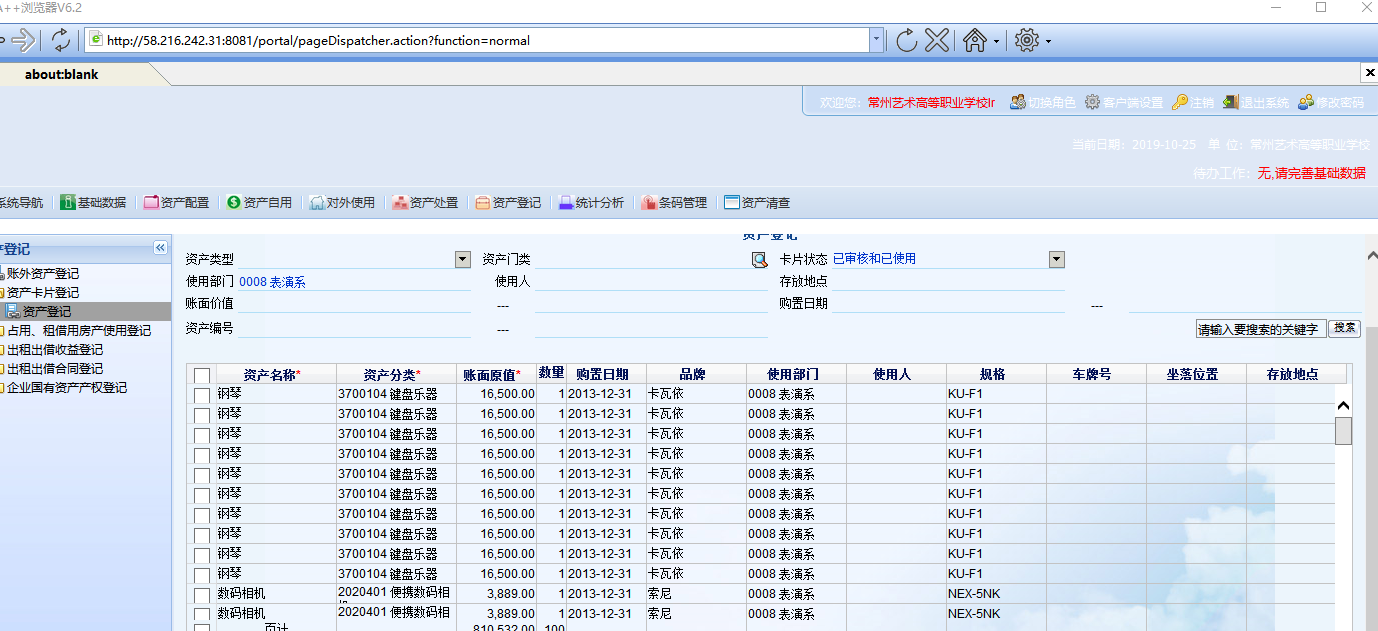 A++浏览器V6.2
http://58.216.242.31:8081/portal/pageDispatcher.action?function=normal
about:blank
欢迎您: 常州艺术高等职业学校lr 切换角色 客户端设置 注销 退出系统 修改密码
当前日期: 2019-10-25 单 位: 常州艺术高等职业学校
待办工作: 无,请完善基础数据
系统导航 基础数据 资产配置 资产自用 对外使用 资产处置 资产登记 统计分析 条码管理 资产清查
产登记
账外资产登记
资产卡片登记
资产登记
占用、租借用房产使用登记
出租出借收益登记
出租出借合同登记
企业国有资产产权登记
资产登记
资产类型 资产门类 卡片状态 已审核和已使用
使用部门 0008 表演系 使用人 存放地点
账面价值 --- 购置日期 ---
资产编号 ---
请输入要搜索的关键字 搜索
资产名称* 资产分类* 账面原值* 数量 购置日期 品牌 使用部门 使用人 规格 车牌号 坐落位置 存放地点
钢琴 3700104 键盘乐器 16,500.00 1 2013-12-31 卡瓦依 0008 表演系 KU-F1
钢琴 3700104 键盘乐器 16,500.00 1 2013-12-31 卡瓦依 0008 表演系 KU-F1
钢琴 3700104 键盘乐器 16,500.00 1 2013-12-31 卡瓦依 0008 表演系 KU-F1
钢琴 3700104 键盘乐器 16,500.00 1 2013-12-31 卡瓦依 0008 表演系 KU-F1
钢琴 3700104 键盘乐器 16,500.00 1 2013-12-31 卡瓦依 0008 表演系 KU-F1
钢琴 3700104 键盘乐器 16,500.00 1 2013-12-31 卡瓦依 0008 表演系 KU-F1
钢琴 3700104 键盘乐器 16,500.00 1 2013-12-31 卡瓦依 0008 表演系 KU-F1
钢琴 3700104 键盘乐器 16,500.00 1 2013-12-31 卡瓦依 0008 表演系 KU-F1
钢琴 3700104 键盘乐器 16,500.00 1 2013-12-31 卡瓦依 0008 表演系 KU-F1
钢琴 3700104 键盘乐器 16,500.00 1 2013-12-31 卡瓦依 0008 表演系 KU-F1
数码相机 2020401 便携数码相 3,889.00 1 2013-12-31 索尼 0008 表演系 NEX-5NK
数码相机 2020401 便携数码相 3,889.00 1 2013-12-31 索尼 0008 表演系 NEX-5NK
页计 810,532.00 100